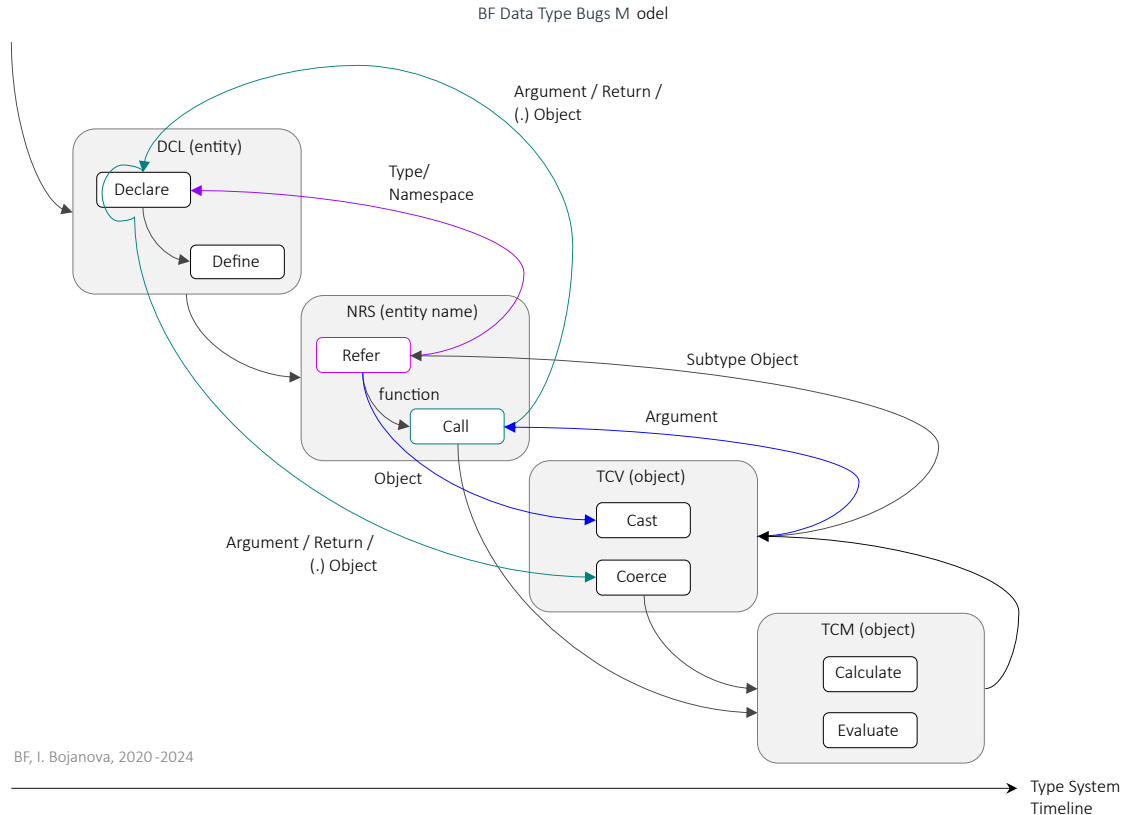 BF Data Type Bugs M odel
Argument / Return /
(.) Object
DCL (entity)
Type/
Namespace
Declare
Define
NRS (entity name)
Refer
Subtype Object
function
Argument
Call
TCV (object)
Object
Cast
Argument / Return /
(.) Object
Coerce
TCM (object)
Calculate
Evaluate
BF, I. Bojanova, 2020-2024
Type System
Timeline